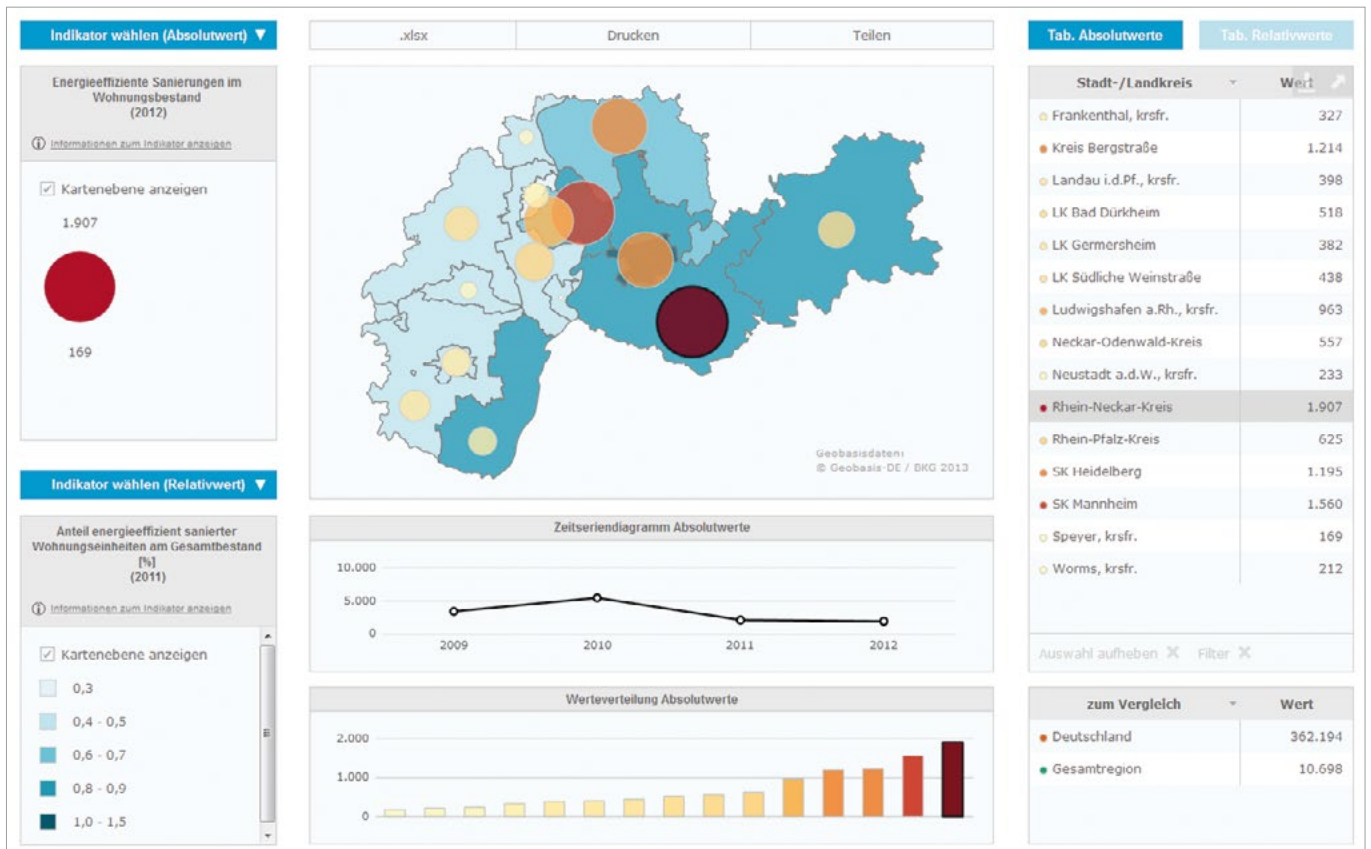 Indikator wählen (Absolutwert) ▼
Energieeffiziente Sanierungen im
Wohnungsbestand
(2012)
Informationen zum Indikator anzeigen
Kartenebene anzeigen
1.907
169
Indikator wählen (Relativwert) ▼
Anteil energieeffizient sanierter
Wohnungseinheiten am Gesamtbestand
[%]
(2011)
Informationen zum Indikator anzeigen
Kartenebene anzeigen
0,3
0,4 - 0,5
0,6 - 0,7
0,8 - 0,9
1,0 - 1,5
.xlsx Drucken Teilen
Geobasisdaten:
© Geobasis-DE / BKG 2013
Zeitseriendiagramm Absolutwerte
10.000
5.000
0
2009 2010 2011 2012
Werteverteilung Absolutwerte
2.000
1.000
0
Tab. Absolutwerte Tab. Relativwerte
Stadt-/Landkreis Wert
Frankenthal, krsfr. 327
Kreis Bergstraße 1.214
Landau i.d.Pf., krsfr. 398
LK Bad Dürkheim 518
LK Germersheim 382
LK Südliche Weinstraße 438
Ludwigshafen a.Rh., krsfr. 963
Neckar-Odenwald-Kreis 557
Neustadt a.d.W., krsfr. 233
Rhein-Neckar-Kreis 1.907
Rhein-Pfalz-Kreis 625
SK Heidelberg 1.195
SK Mannheim 1.560
Speyer, krsfr. 169
Worms, krsfr. 212
Auswahl aufheben ✕ Filter ✕
zum Vergleich Wert
Deutschland 362.194
Gesamtregion 10.698